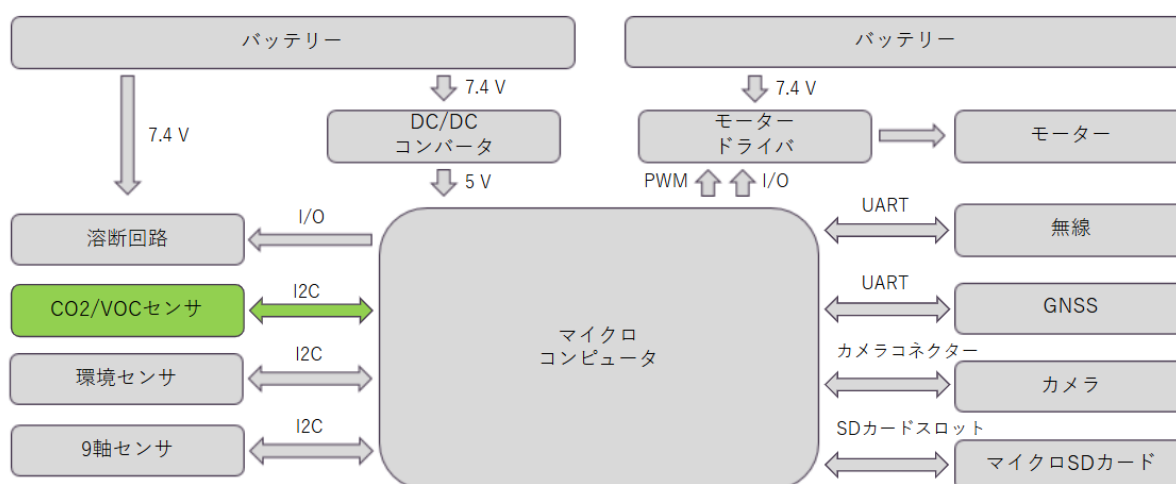 バッテリー
バッテリー
7.4 V
7.4 V
7.4 V
DC/DC
コンバータ
モーター
ドライバ
モーター
5 V
PWM
I/O
溶断回路
I/O
UART
無線
CO2/VOCセンサ
I2C
UART
GNSS
マイクロ
コンピュータ
環境センサ
I2C
カメラコネクター
カメラ
9軸センサ
I2C
SDカードスロット
マイクロSDカード